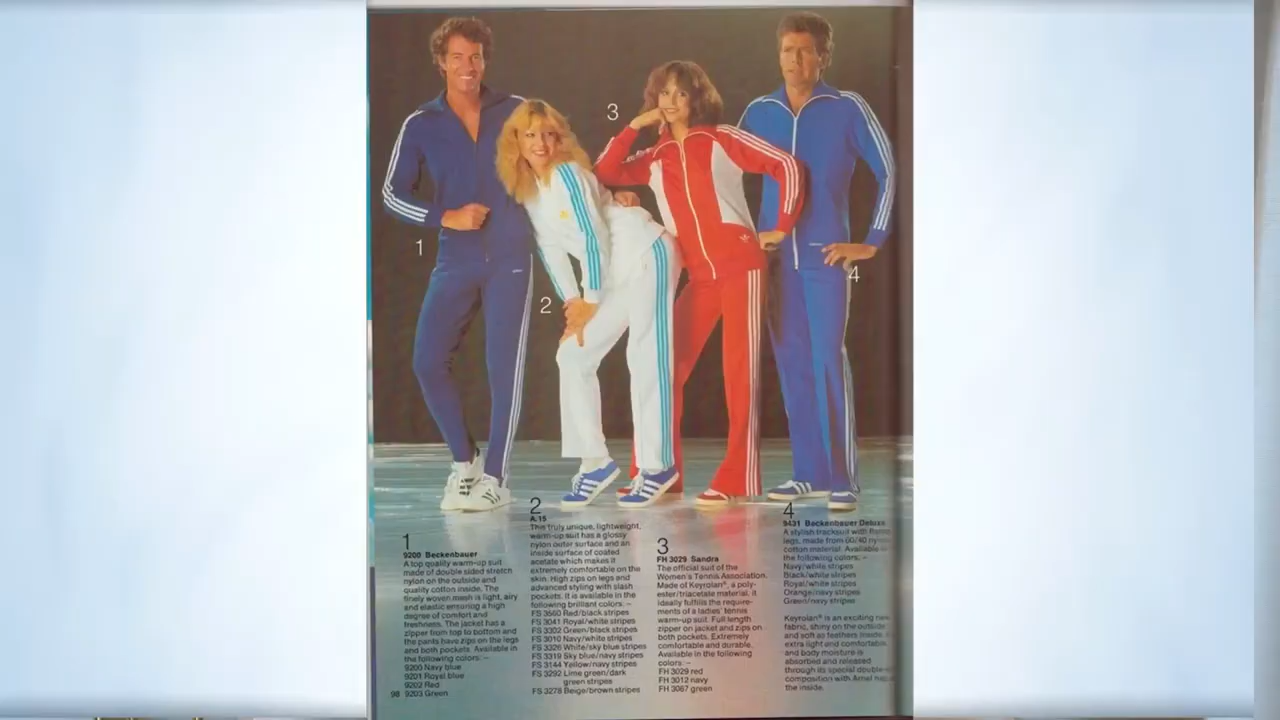 3
1
2
4
1
9200 Beckenbauer
A top quality warm-up suit
made of double sided stretch
nylon on the outside and
quality cotton inside. The
finely woven mesh is light, airy
and elastic ensuring a high
degree of comfort and
freshness. The jacket has a
zipper from top to bottom and
the pants have zips on the legs
and both pockets. Available in
the following colors: –
9200 Navy blue
9201 Royal blue
9202 Red
98 9203 Green
2
A.15
This truly unique, lightweight,
warm-up suit has a glossy
nylon outer surface and an
inside surface of coated
acetate which makes it
extremely comfortable on the
skin. High zips on legs and
advanced styling with slash
pockets. It is available in the
following brilliant colors: –
FS 3560 Red/black stripes
FS 3041 Royal/white stripes
FS 3302 Green/black stripes
FS 3010 Navy/white stripes
FS 3326 White/sky blue stripes
FS 3319 Sky blue/navy stripes
FS 3144 Yellow/navy stripes
FS 3292 Lime green/dark
green stripes
FS 3278 Beige/brown stripes
3
FH 3029 Sandra
The official suit of the
Women's Tennis Association.
Made of Keyrolan®, a poly-
ester/triacetate material, it
ideally fulfills the require-
ments of a ladies' tennis
warm-up suit. Full length
zipper on jacket and zips on
both pockets. Extremely
comfortable and durable.
Available in the following
colors: –
FH 3029 red
FH 3012 navy
FH 3067 green
4
9431 Beckenbauer Deluxe
A stylish tracksuit with flared
legs, made from 60/40 nylon
cotton material. Available in
the following colors: –
Navy/white stripes
Black/white stripes
Royal/white stripes
Orange/navy stripes
Green/navy stripes
Keyrolan® is an exciting new
fabric, shiny on the outside
and soft as feathers inside.
extra light and comfortable
and body moisture is
absorbed and released
through its special double
composition with Arnel
the inside.